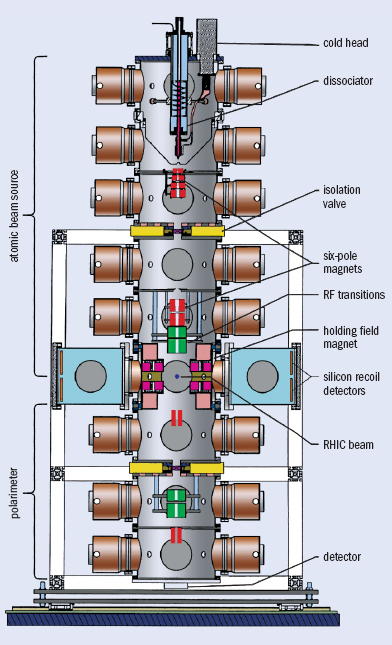 cold head
dissociator
isolation
valve
six-pole
magnets
RF transitions
holding field
magnet
silicon recoil
detectors
RHIC beam
detector
atomic beam source
polarimeter